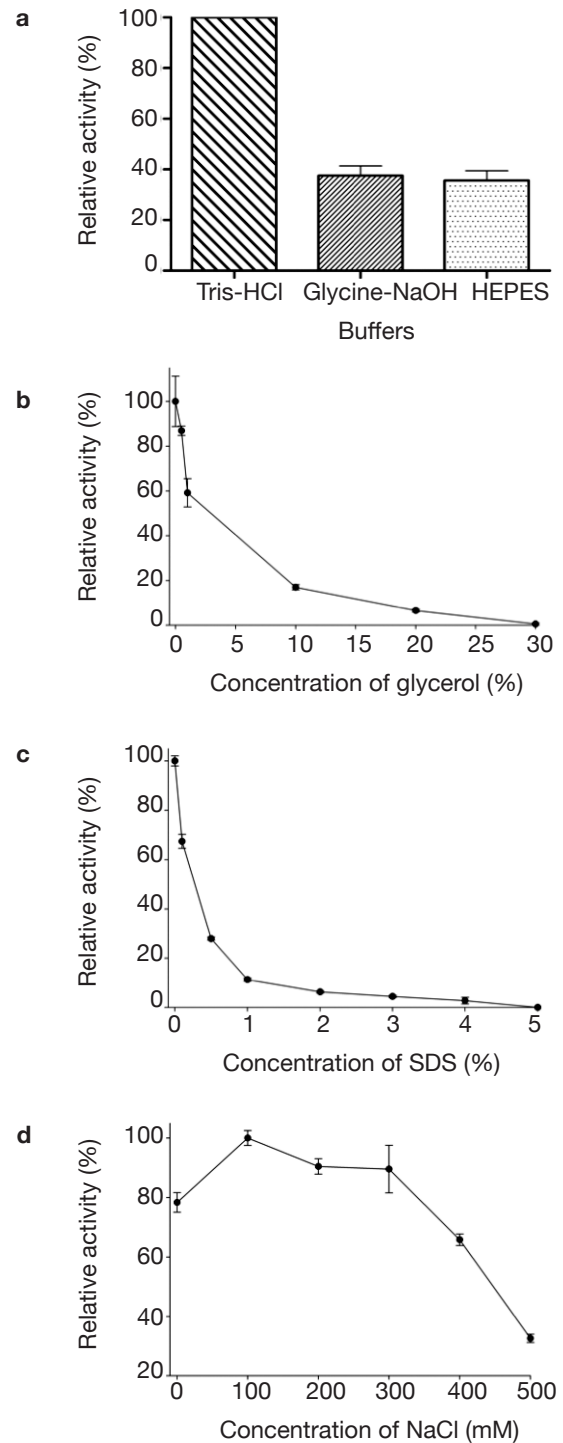 a
Relative activity (%)
100
80
60
40
20
0
Tris-HCl Glycine-NaOH HEPES
Buffers
b
Relative activity (%)
100
80
60
40
20
0
0 5 10 15 20 25 30
Concentration of glycerol (%)
c
Relative activity (%)
100
80
60
40
20
0
0 1 2 3 4 5
Concentration of SDS (%)
d
Relative activity (%)
100
80
60
40
20
0 100 200 300 400 500
Concentration of NaCl (mM)